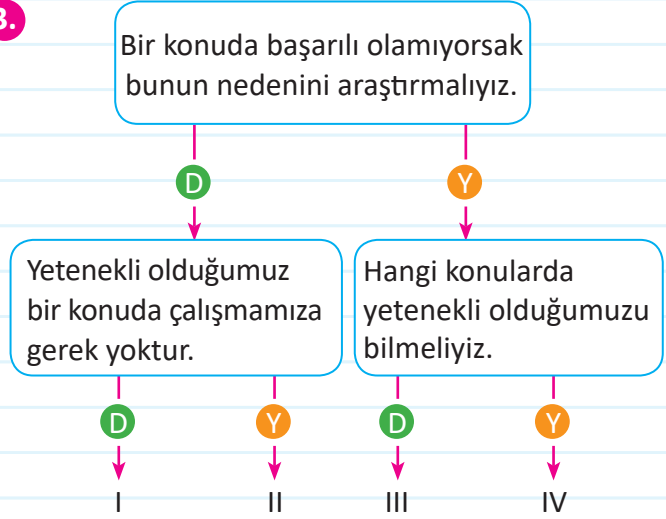 3.
Bir konuda başarılı olamıyorsak
bunun nedenini araştırmalıyız.
D
Y
Yetenekli olduğumuz
bir konuda çalışmamıza
gerek yoktur.
Hangi konularda
yetenekli olduğumuzu
bilmeliyiz.
D
Y
D
Y
I
II
III
IV